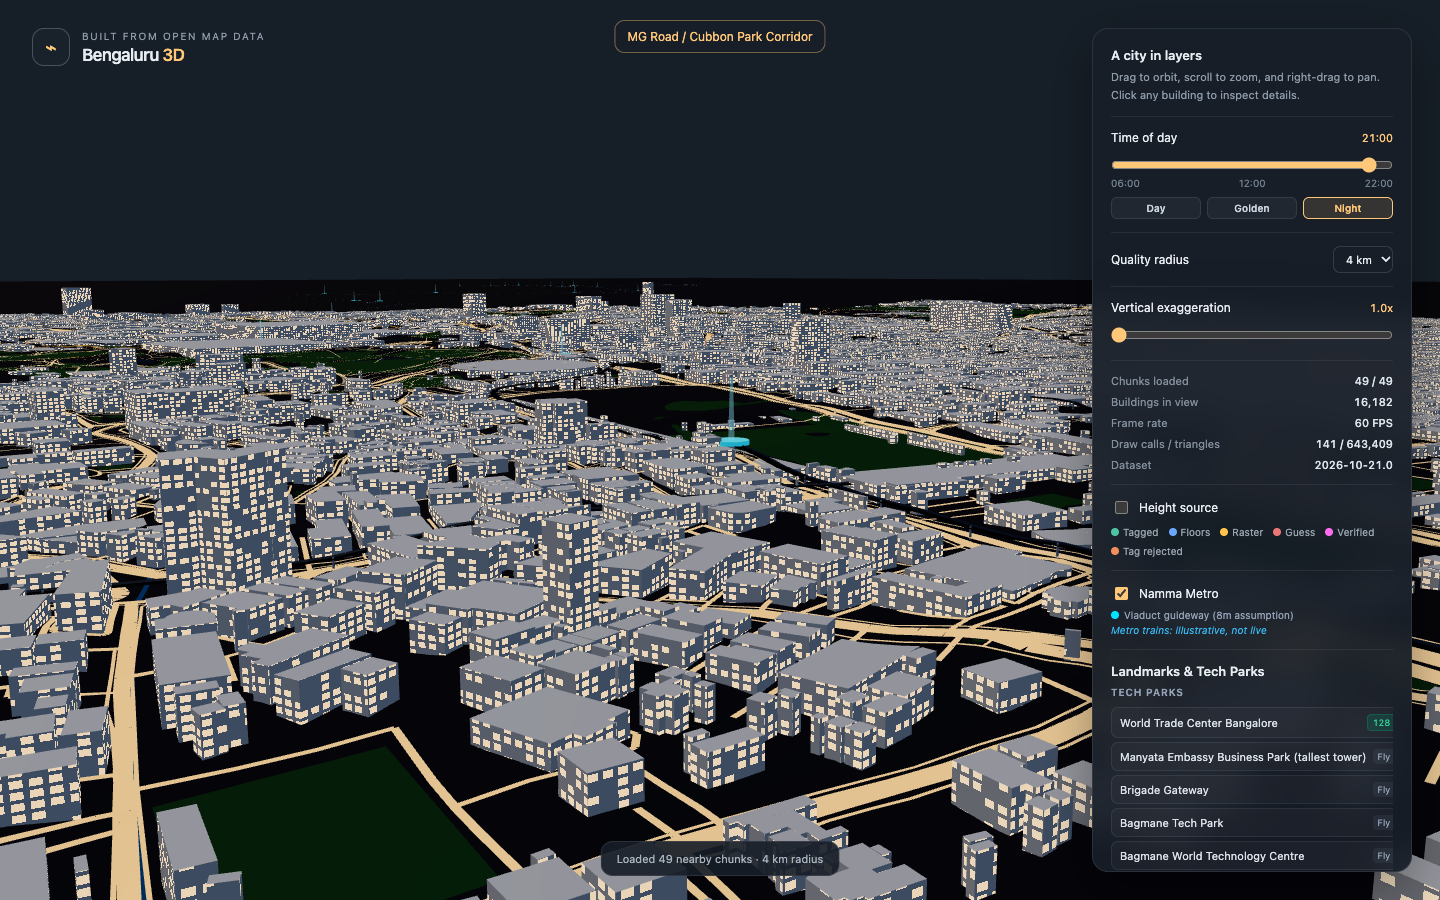 BUILT FROM OPEN MAP DATA
Bengaluru 3D
MG Road / Cubbon Park Corridor
A city in layers
Drag to orbit, scroll to zoom, and right-drag to pan.
Click any building to inspect details.
Time of day 21:00
06:00 12:00 22:00
Day Golden Night
Quality radius 4 km
Vertical exaggeration 1.0x
Chunks loaded 49 / 49
Buildings in view 16,182
Frame rate 60 FPS
Draw calls / triangles 141 / 643,409
Dataset 2026-10-21.0
Height source
Tagged Floors Raster Guess Verified
Tag rejected
Namma Metro
Viaduct guideway (8m assumption)
Metro trains: illustrative, not live
Landmarks & Tech Parks
TECH PARKS
World Trade Center Bangalore 128
Manyata Embassy Business Park (tallest tower) Fly
Brigade Gateway Fly
Bagmane Tech Park Fly
Bagmane World Technology Centre Fly
Loaded 49 nearby chunks · 4 km radius